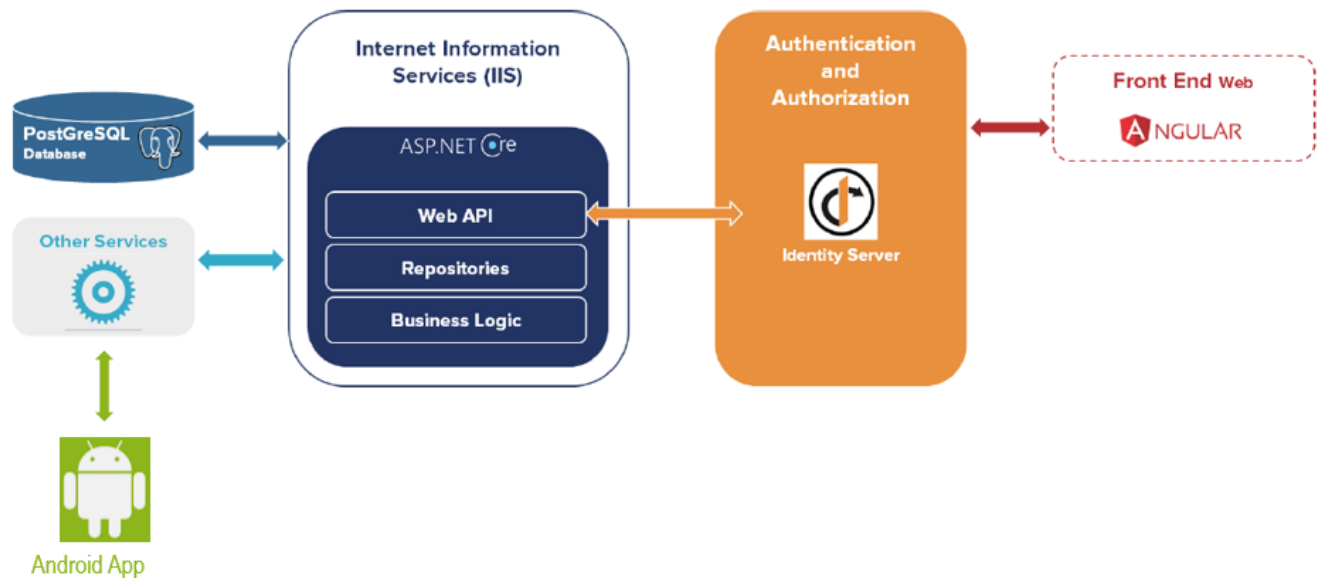 Internet Information
Services (IIS)
Authentication
and
Authorization
Front End Web
ANGULAR
PostGreSQL
Database
ASP.NET Core
Web API
Repositories
Business Logic
Identity Server
Other Services
Android App